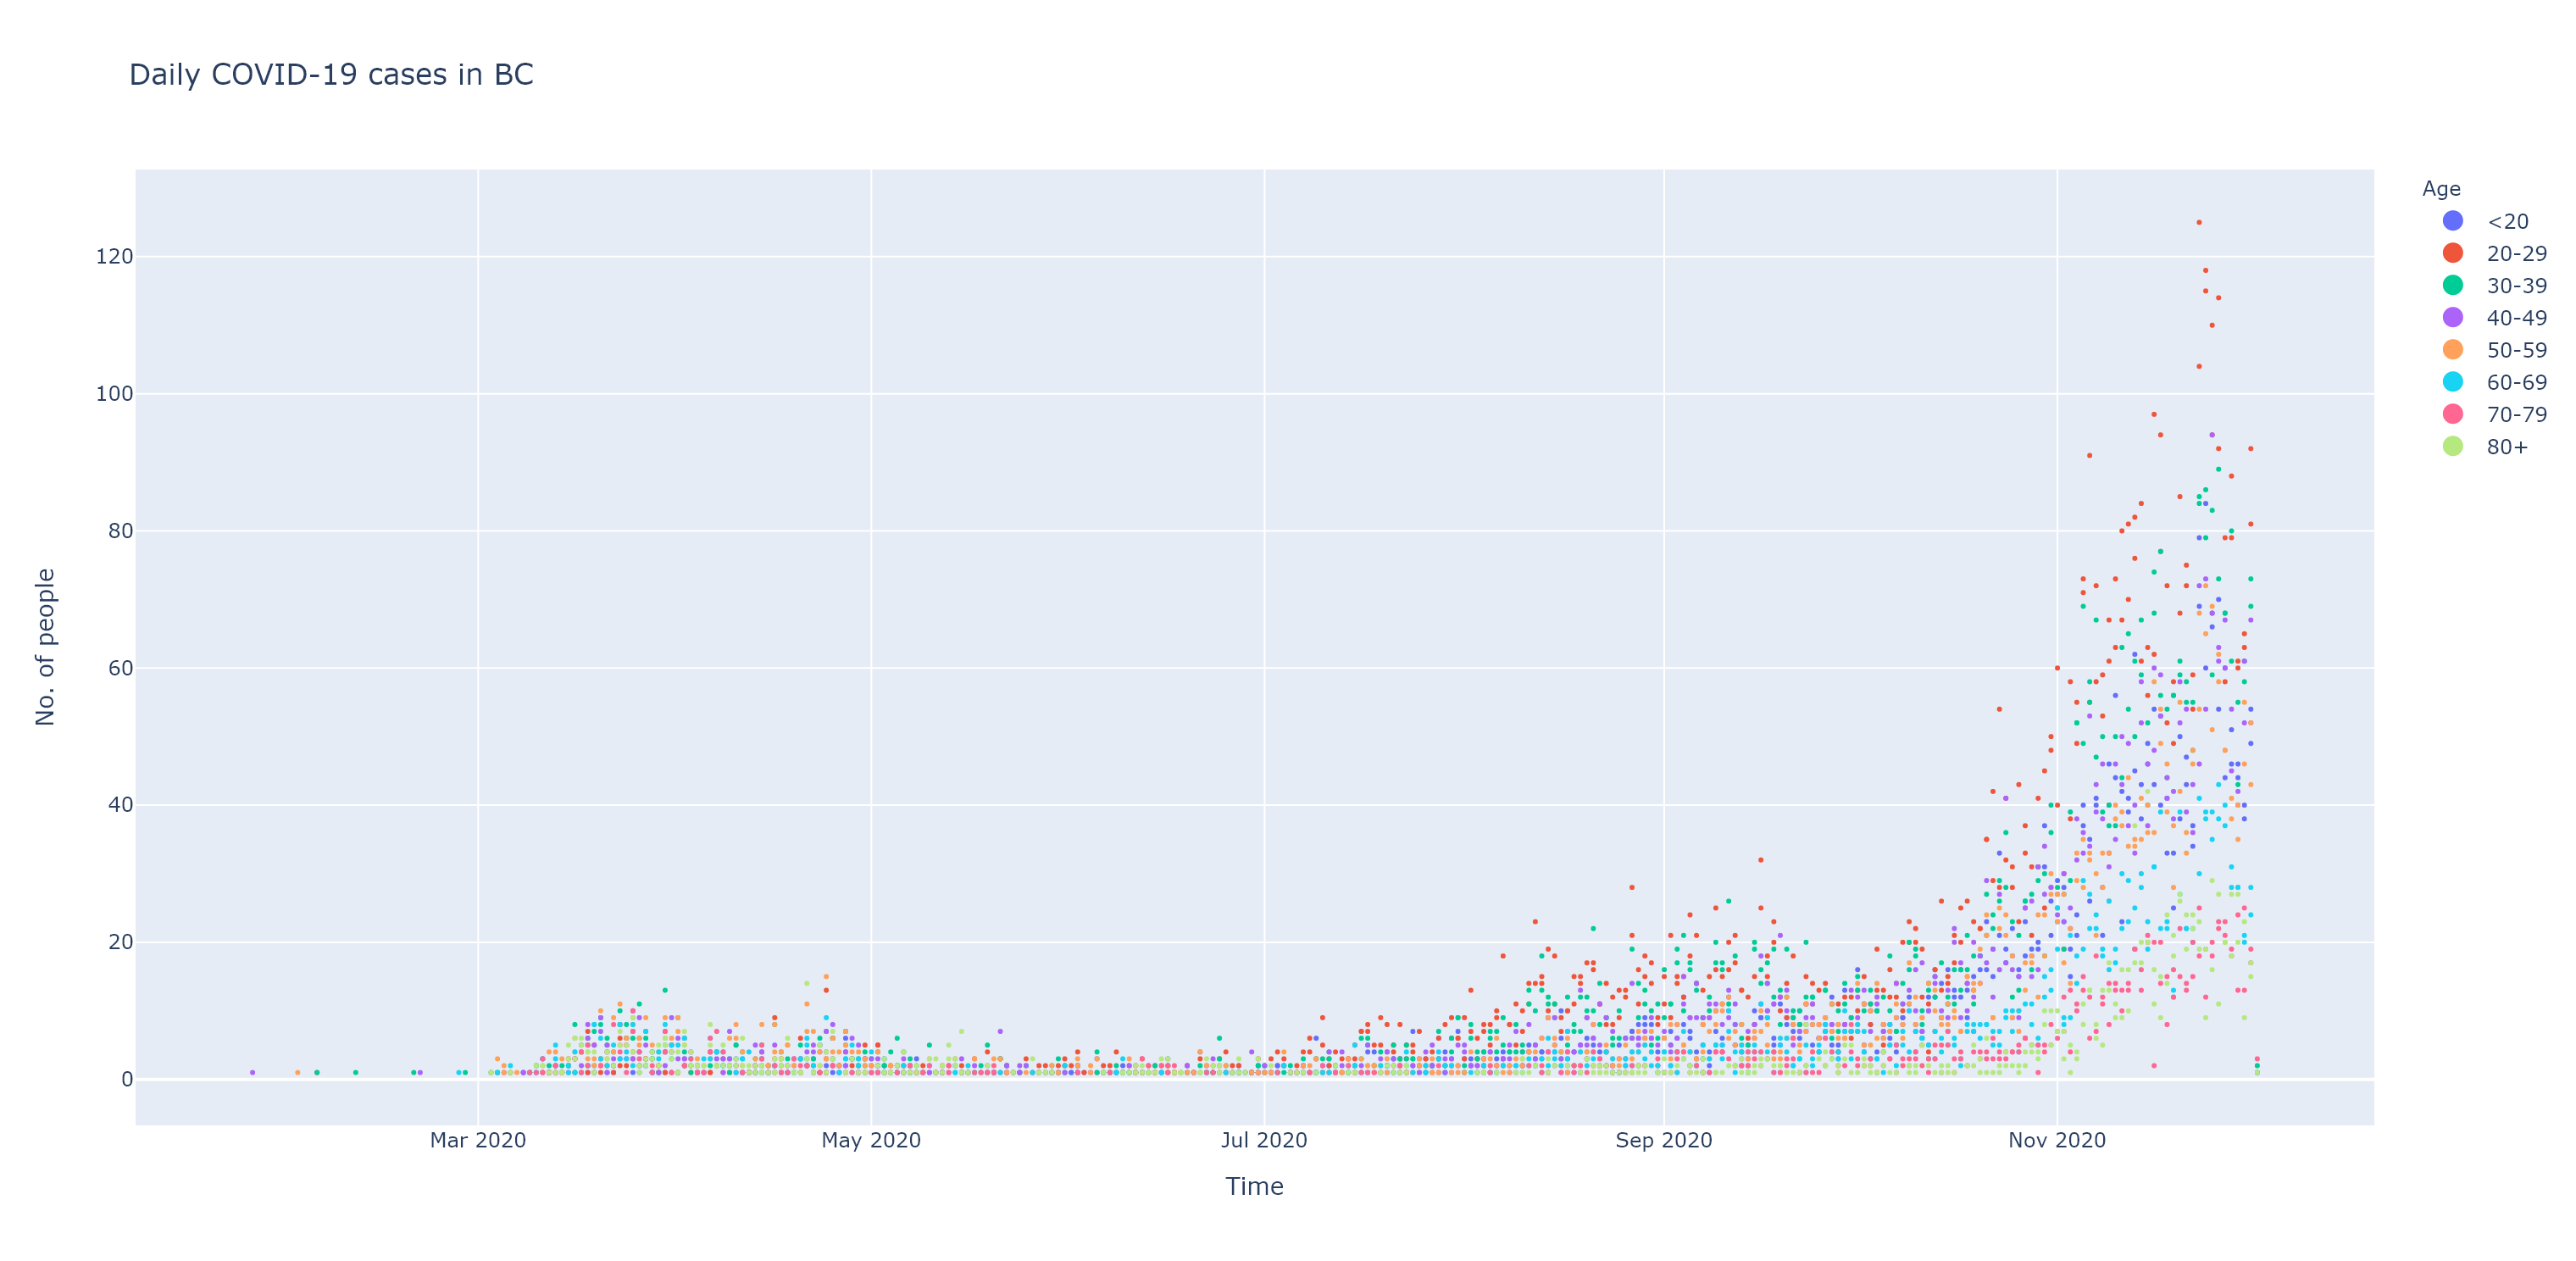 Daily COVID-19 cases in BC
Age
<20
20-29
30-39
40-49
50-59
60-69
70-79
80+
No. of people
120
100
80
60
40
20
0
Mar 2020
May 2020
Jul 2020
Sep 2020
Nov 2020
Time